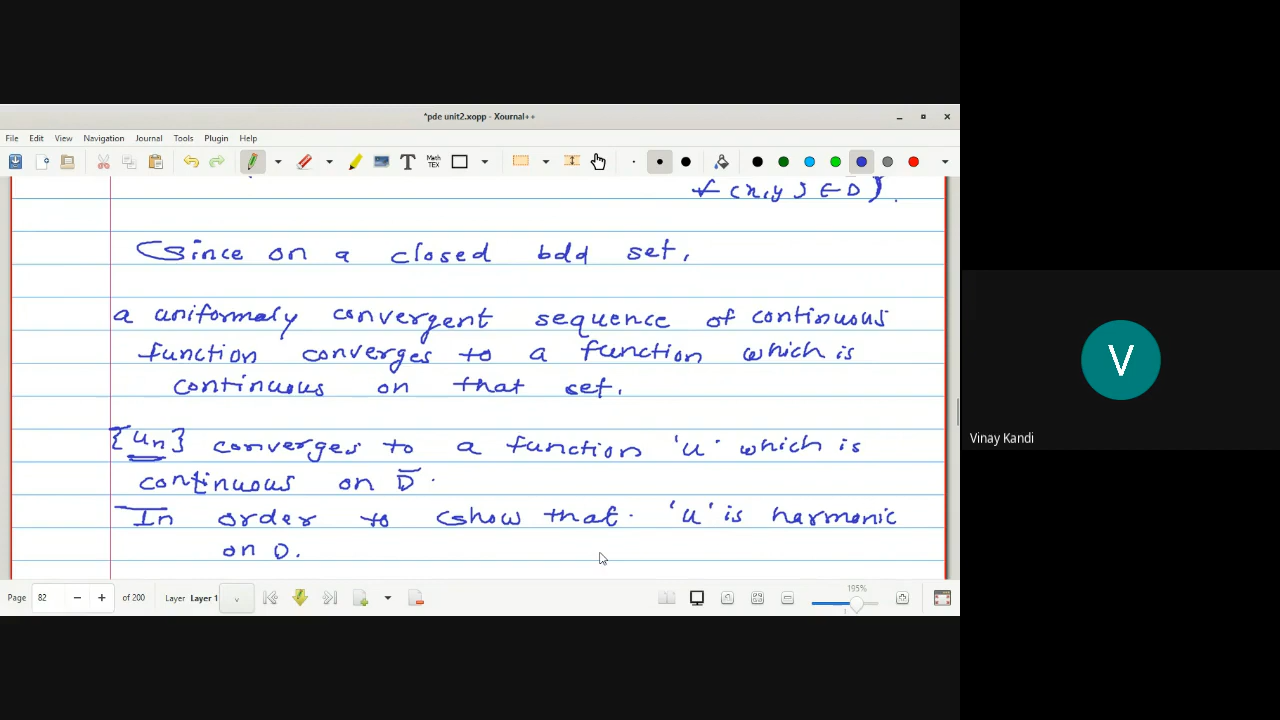 *pde unit2.xopp - Xournal++
File Edit View Navigation Journal Tools Plugin Help
∀ (x,y) ∈ D}.
Since on a closed bdd set,
a uniformaly convergent sequence of continuous
function converges to a function which is
continuous on that set.
{un} converges to a function 'u' which is
continuous on D̅.
In order to show that 'u' is harmonic
on D.
V
Vinay Kandi
Page 82 of 200 Layer Layer 1
195%